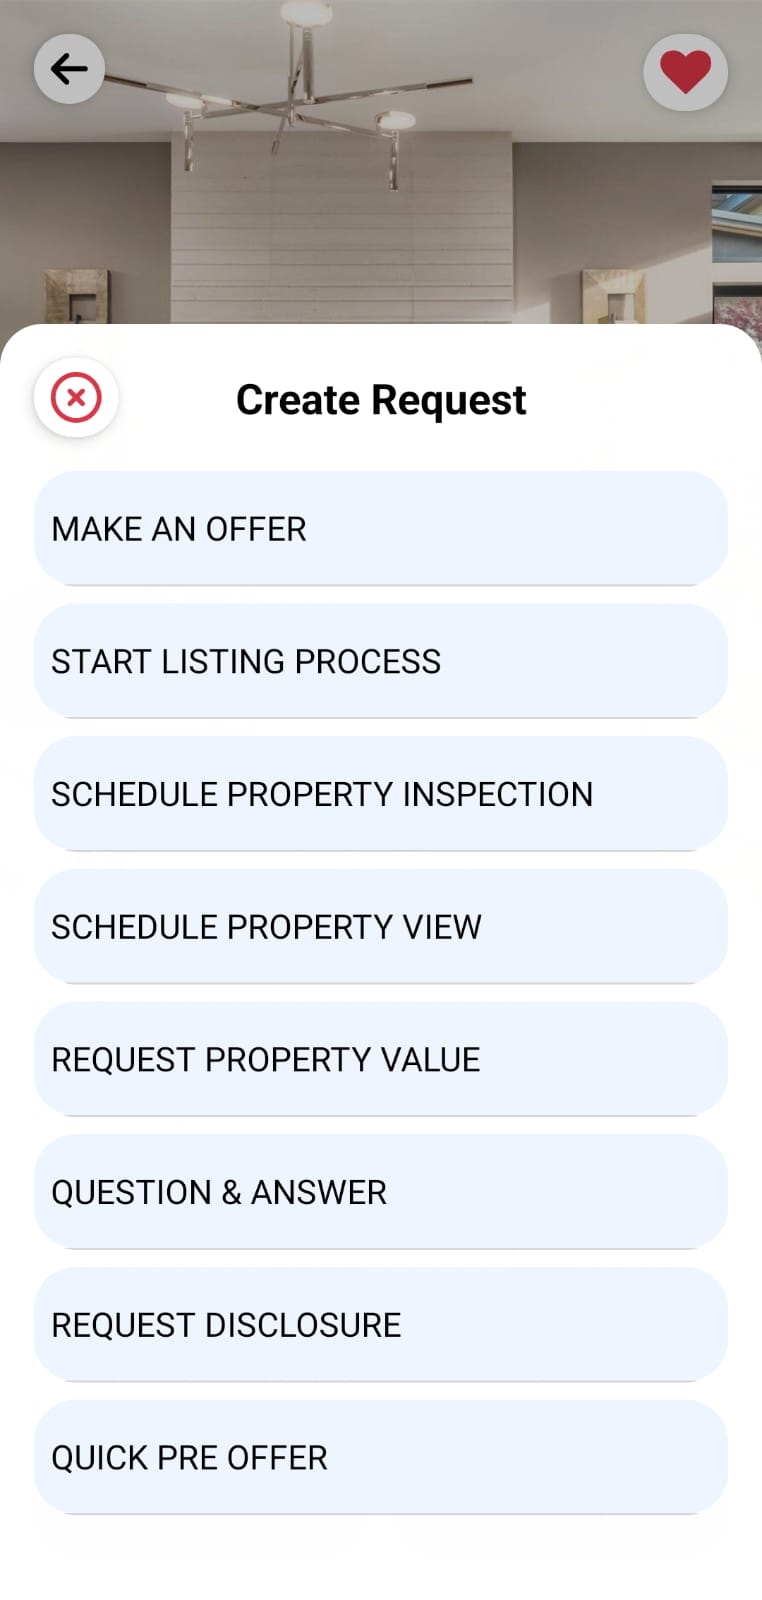 Create Request
MAKE AN OFFER
START LISTING PROCESS
SCHEDULE PROPERTY INSPECTION
SCHEDULE PROPERTY VIEW
REQUEST PROPERTY VALUE
QUESTION & ANSWER
REQUEST DISCLOSURE
QUICK PRE OFFER